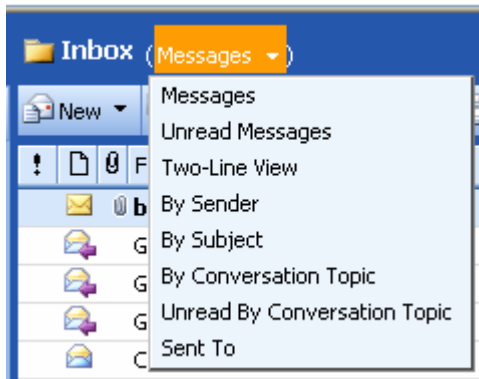 Inbox (Messages)
Messages
New
Unread Messages
! F
Two-Line View
b
By Sender
G
By Subject
G
By Conversation Topic
G
Unread By Conversation Topic
C
Sent To